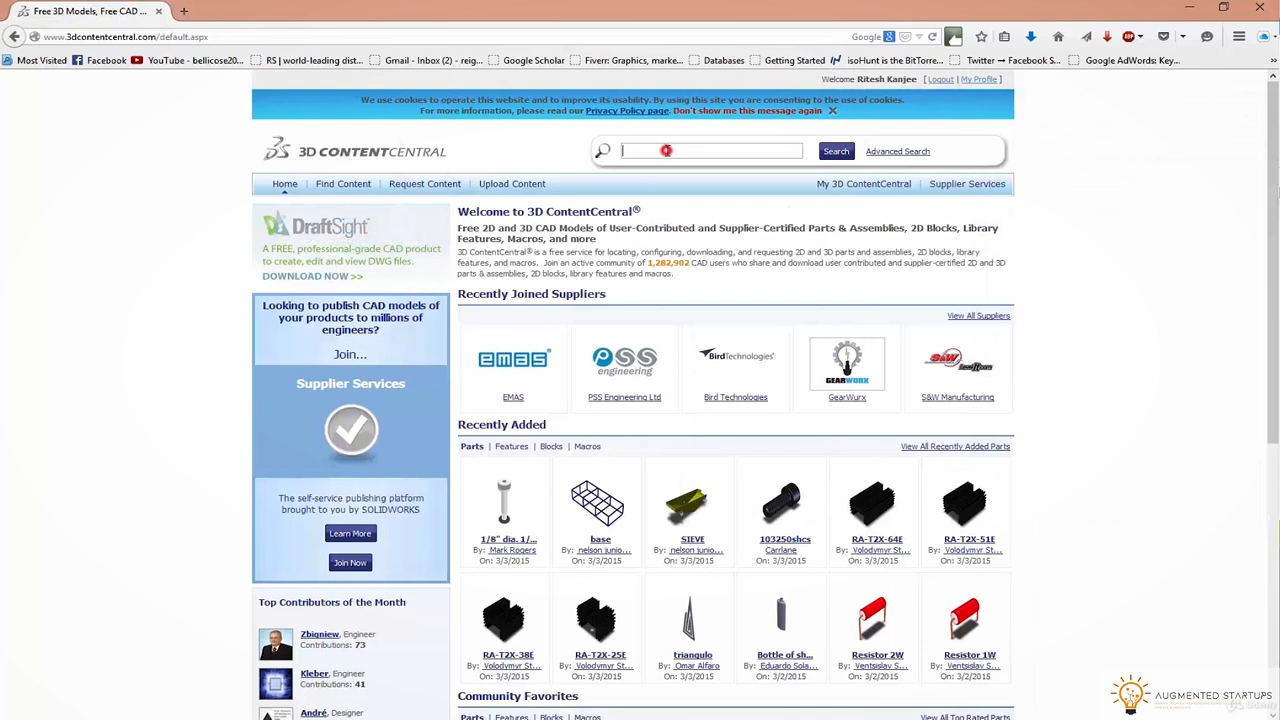 Free 3D Models, Free CAD ...
www.3dcontentcentral.com/default.aspx
Google
Most Visited
Facebook
YouTube - bellicose20...
RS | world-leading dist...
Gmail - Inbox (2) - reig...
Google Scholar
Fiverr: Graphics, marke...
Databases
Getting Started
isoHunt is the BitTorre...
Twitter → Facebook S...
Google AdWords: Key...
Welcome Ritesh Kanjee [ Logout | My Profile ]
We use cookies to operate this website and to improve its usability. By using this site you are consenting to the use of cookies.
For more information, please read our Privacy Policy page. Don't show me this message again X
3D CONTENTCENTRAL
Search
Advanced Search
Home | Find Content | Request Content | Upload Content
My 3D ContentCentral | Supplier Services
DraftSight
A FREE, professional-grade CAD product
to create, edit and view DWG files.
DOWNLOAD NOW >>
Looking to publish CAD models of
your products to millions of
engineers?
Join...
Supplier Services
The self-service publishing platform
brought to you by SOLIDWORKS
Learn More
Join Now
Top Contributors of the Month
Zbigniew, Engineer
Contributions: 73
Kleber, Engineer
Contributions: 41
André, Designer
Welcome to 3D ContentCentral®
Free 2D and 3D CAD Models of User-Contributed and Supplier-Certified Parts & Assemblies, 2D Blocks, Library
Features, Macros, and more
3D ContentCentral® is a free service for locating, configuring, downloading, and requesting 2D and 3D parts and assemblies, 2D blocks, library
features, and macros. Join an active community of 1,282,902 CAD users who share and download user contributed and supplier-certified 2D and 3D
parts & assemblies, 2D blocks, library features and macros.
Recently Joined Suppliers
View All Suppliers
emas
PSS engineering
BirdTechnologies
GEARWURX
S&W
EMAS
PSS Engineering Ltd
Bird Technologies
GearWurx
S&W Manufacturing
Recently Added
Parts | Features | Blocks | Macros
View All Recently Added Parts
1/8" dia. 1/...
By: Mark Rogers
On: 3/3/2015
base
By: nelson junio...
On: 3/3/2015
SIEVE
By: nelson junio...
On: 3/3/2015
103250shcs
Carrlane
On: 3/3/2015
RA-T2X-64E
By: Volodymyr St...
On: 3/3/2015
RA-T2X-51E
By: Volodymyr St...
On: 3/3/2015
RA-T2X-38E
By: Volodymyr St...
On: 3/3/2015
RA-T2X-25E
By: Volodymyr St...
On: 3/3/2015
triangulo
By: Omar Alfaro
On: 3/2/2015
Bottle of sh...
By: Eduardo Sola...
On: 3/2/2015
Resistor 2W
By: Ventsislav S...
On: 3/2/2015
Resistor 1W
By: Ventsislav S...
On: 3/2/2015
Community Favorites
Parts | Features | Blocks | Macros
View All Top Rated Parts
AUGMENTED STARTUPS